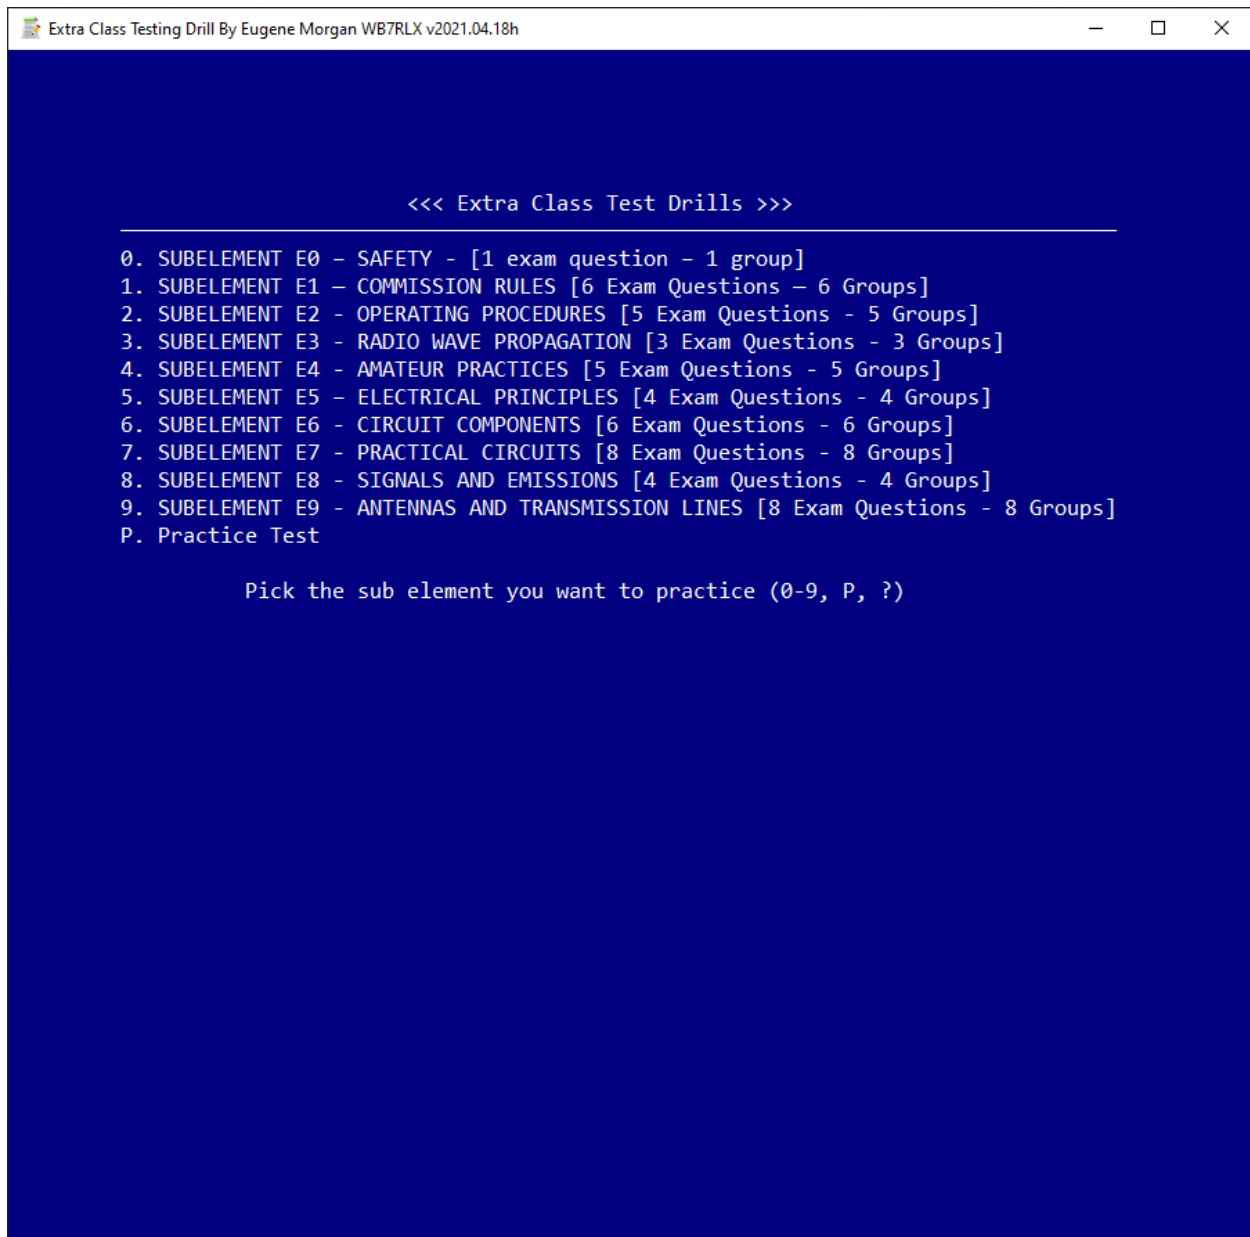 Extra Class Testing Drill By Eugene Morgan WB7RLX v2021.04.18h
<<< Extra Class Test Drills >>>
0. SUBELEMENT E0 – SAFETY - [1 exam question – 1 group]
1. SUBELEMENT E1 — COMMISSION RULES [6 Exam Questions — 6 Groups]
2. SUBELEMENT E2 - OPERATING PROCEDURES [5 Exam Questions - 5 Groups]
3. SUBELEMENT E3 - RADIO WAVE PROPAGATION [3 Exam Questions - 3 Groups]
4. SUBELEMENT E4 - AMATEUR PRACTICES [5 Exam Questions - 5 Groups]
5. SUBELEMENT E5 – ELECTRICAL PRINCIPLES [4 Exam Questions - 4 Groups]
6. SUBELEMENT E6 - CIRCUIT COMPONENTS [6 Exam Questions - 6 Groups]
7. SUBELEMENT E7 - PRACTICAL CIRCUITS [8 Exam Questions - 8 Groups]
8. SUBELEMENT E8 - SIGNALS AND EMISSIONS [4 Exam Questions - 4 Groups]
9. SUBELEMENT E9 - ANTENNAS AND TRANSMISSION LINES [8 Exam Questions - 8 Groups]
P. Practice Test
Pick the sub element you want to practice (0-9, P, ?)